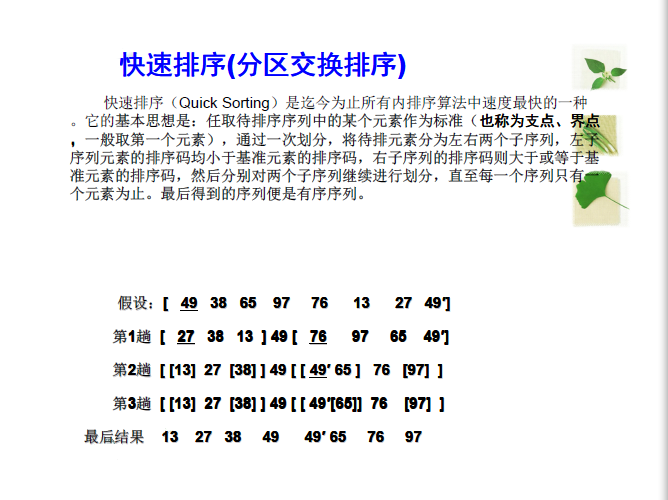 快速排序(分区交换排序)
快速排序（Quick Sorting）是迄今为止所有内排序算法中速度最快的一种
。它的基本思想是：任取待排序序列中的某个元素作为标准（也称为支点、界点
，一般取第一个元素），通过一次划分，将待排元素分为左右两个子序列，左子
序列元素的排序码均小于基准元素的排序码，右子序列的排序码则大于或等于基
准元素的排序码，然后分别对两个子序列继续进行划分，直至每一个序列只有一
个元素为止。最后得到的序列便是有序序列。
假设：[ 49 38 65 97 76 13 27 49′]
第1趟 [ 27 38 13 ] 49 [ 76 97 65 49′]
第2趟 [ [13] 27 [38] ] 49 [ [ 49′ 65 ] 76 [97] ]
第3趟 [ [13] 27 [38] ] 49 [ [ 49′[65]] 76 [97] ]
最后结果 13 27 38 49 49′ 65 76 97